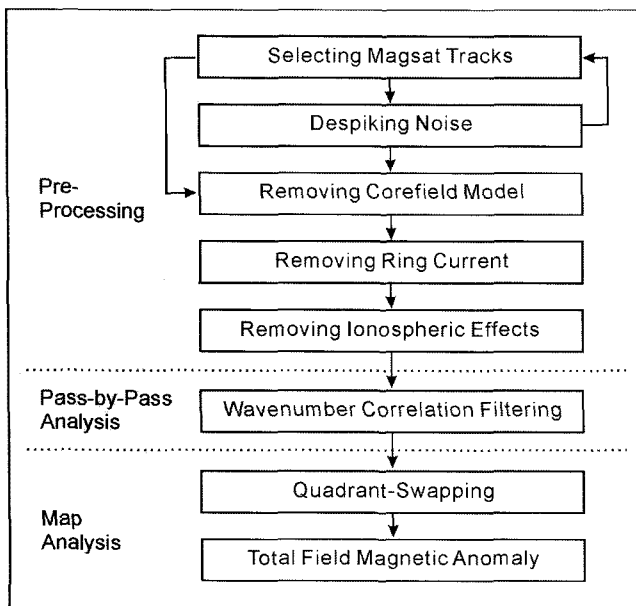 Selecting Magsat Tracks
Despiking Noise
Pre-
Processing
Removing Corefield Model
Removing Ring Current
Removing Ionospheric Effects
Pass-by-Pass
Analysis
Wavenumber Correlation Filtering
Quadrant-Swapping
Map
Analysis
Total Field Magnetic Anomaly